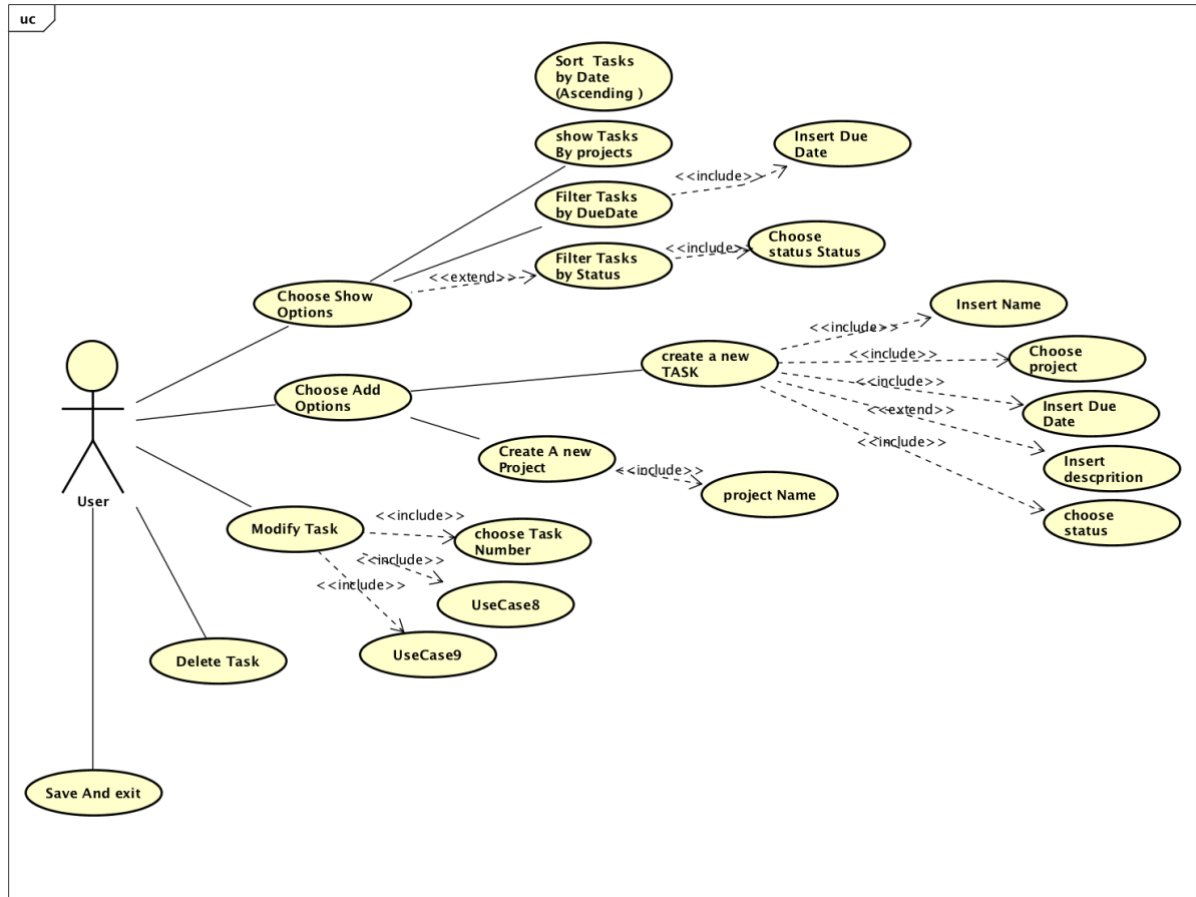 uc
Sort Tasks
by Date
(Ascending )
show Tasks
By projects
Insert Due
Date
<<include>>
Filter Tasks
by DueDate
Choose
status Status
<<include>>
Filter Tasks
by Status
<<extend>>
Choose Show
Options
Insert Name
<<include>>
create a new
TASK
<<include>>
Choose
project
<<include>>
Choose Add
Options
<<extend>>
Insert Due
Date
<<include>>
Create A new
Project
<<include>>
Insert
descprition
project Name
User
choose
status
Modify Task
<<include>>
choose Task
Number
<<include>>
<<include>>
UseCase8
UseCase9
Delete Task
Save And exit